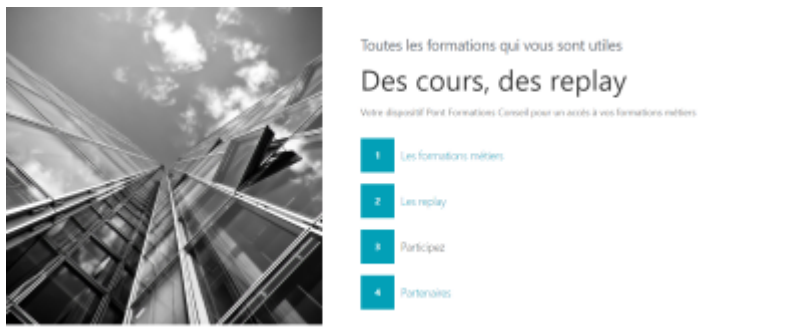 Toutes les formations qui vous sont utiles
Des cours, des replay
Votre dispositif Pont Formations Conseil pour un accès à vos formations métiers
1 Les formations métiers
2 Les replay
3 Participez
4 Partenaires